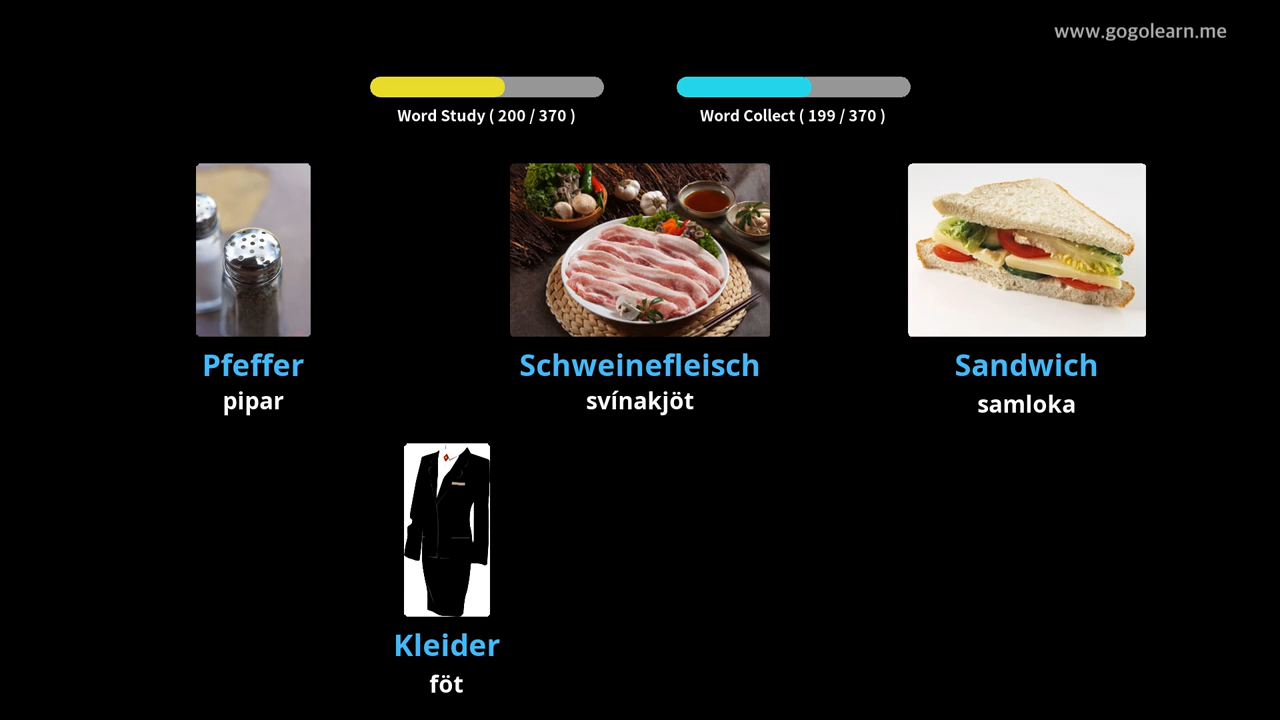 www.gogolearn.me
Word Study ( 200 / 370 )
Word Collect ( 199 / 370 )
Pfeffer
pipar
Schweinefleisch
svínakjöt
Sandwich
samloka
Kleider
föt